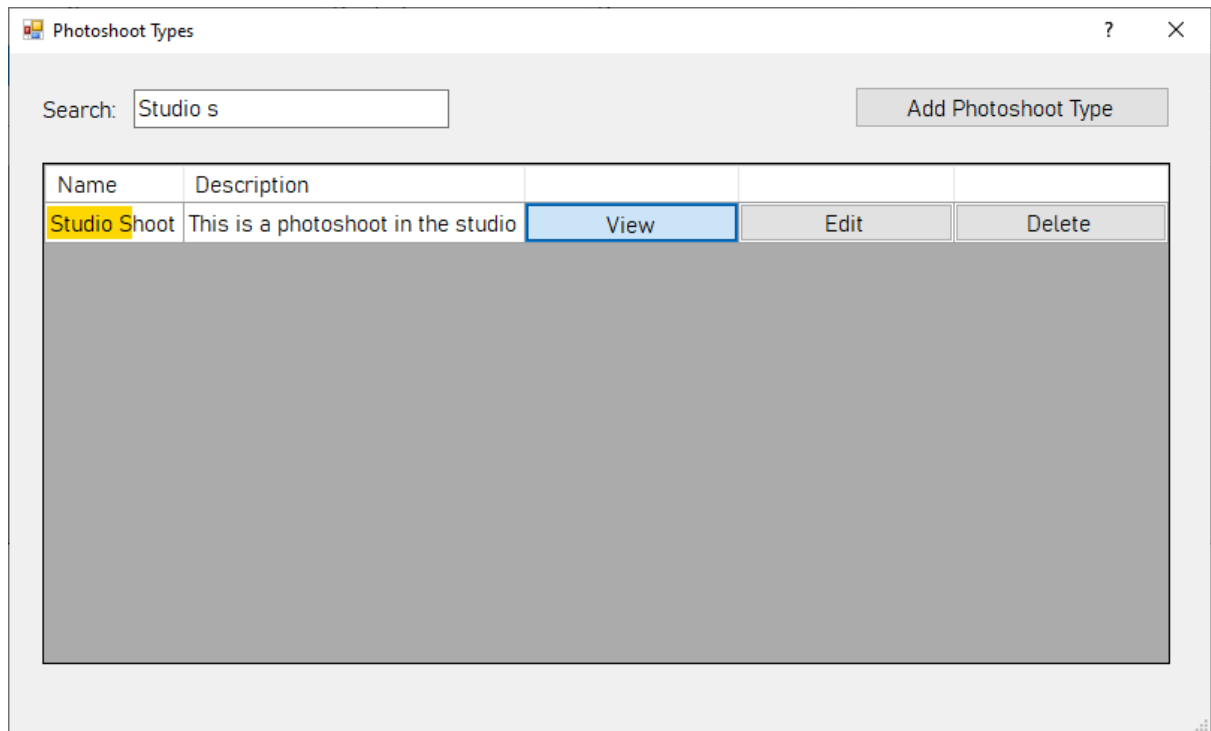 Photoshoot Types
?
Search: Studio s
Add Photoshoot Type
Name Description
Studio Shoot This is a photoshoot in the studio View Edit Delete